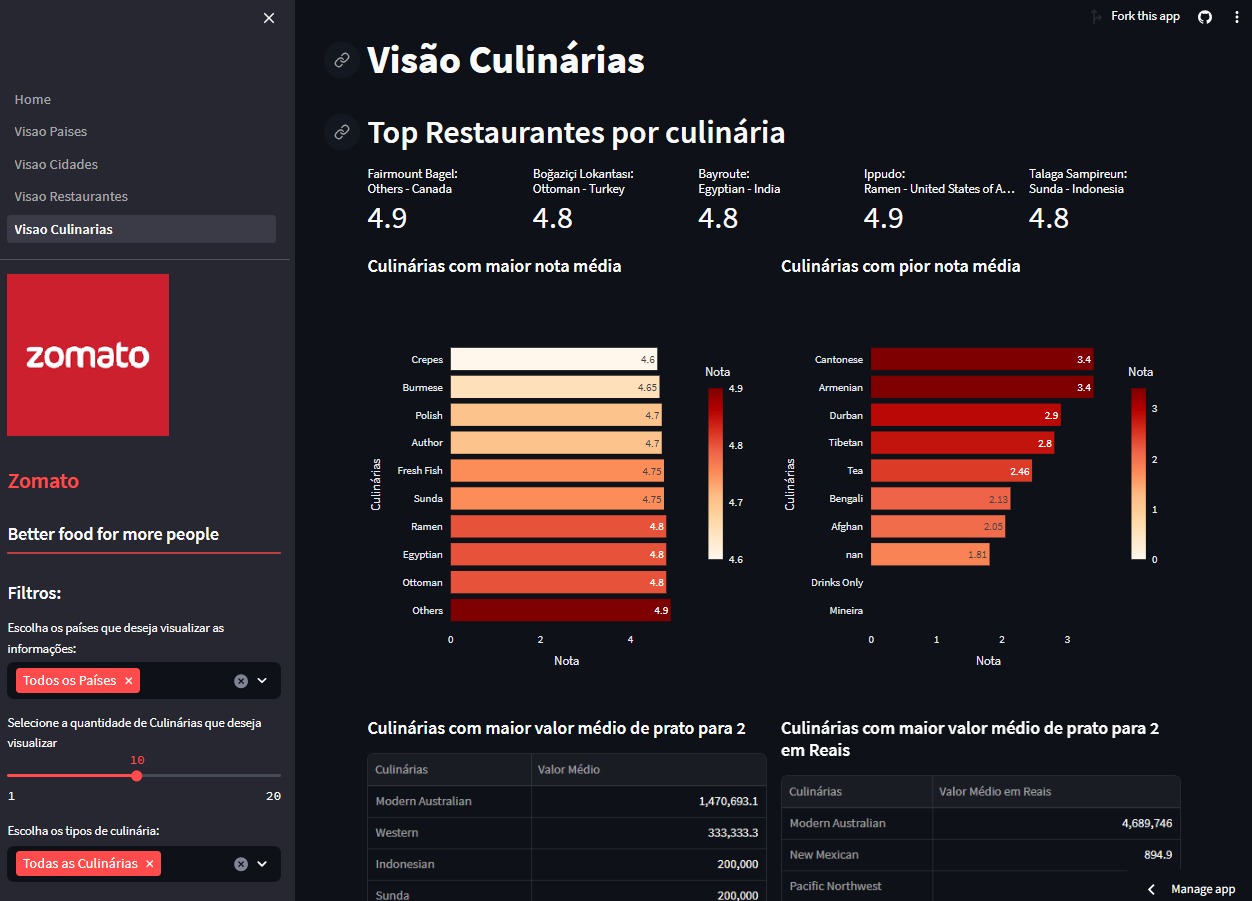 Fork this app
Home
Visao Paises
Visao Cidades
Visao Restaurantes
Visao Culinarias
zomato
Zomato
Better food for more people
Filtros:
Escolha os países que deseja visualizar as
informações:
Todos os Países
Selecione a quantidade de Culinárias que deseja
visualizar
10
1 20
Escolha os tipos de culinária:
Todas as Culinárias
Visão Culinárias
Top Restaurantes por culinária
Fairmount Bagel:
Others - Canada
4.9
Boğaziçi Lokantası:
Ottoman - Turkey
4.8
Bayroute:
Egyptian - India
4.8
Ippudo:
Ramen - United States of A...
4.9
Talaga Sampireun:
Sunda - Indonesia
4.8
Culinárias com maior nota média
Crepes 4.6
Burmese 4.65
Polish 4.7
Author 4.7
Fresh Fish 4.75
Sunda 4.75
Ramen 4.8
Egyptian 4.8
Ottoman 4.8
Others 4.9
0 2 4
Nota
Culinárias
Nota
4.9
4.8
4.7
4.6
Culinárias com pior nota média
Cantonese 3.4
Armenian 3.4
Durban 2.9
Tibetan 2.8
Tea 2.46
Bengali 2.13
Afghan 2.05
nan 1.81
Drinks Only
Mineira
0 1 2 3
Nota
Culinárias
Nota
3
2
1
0
Culinárias com maior valor médio de prato para 2
Culinárias Valor Médio
Modern Australian 1,470,693.1
Western 333,333.3
Indonesian 200,000
Sunda 200,000
Culinárias com maior valor médio de prato para 2
em Reais
Culinárias Valor Médio em Reais
Modern Australian 4,689,746
New Mexican 894.9
Pacific Northwest
Manage app